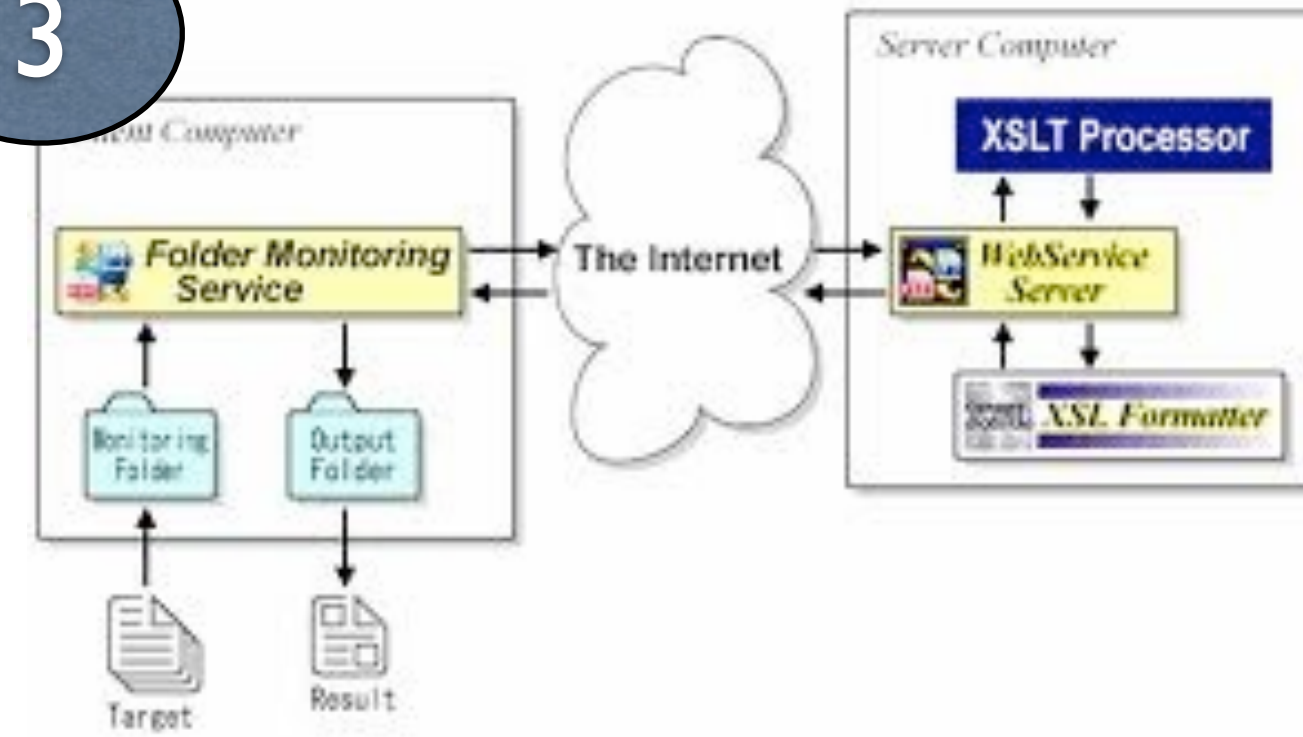 3
Computer
Folder Monitoring
Service
Monitoring
Folder
Output
Folder
Target
Result
The Internet
Server Computer
XSLT Processor
WebService
Server
XSL Formatter